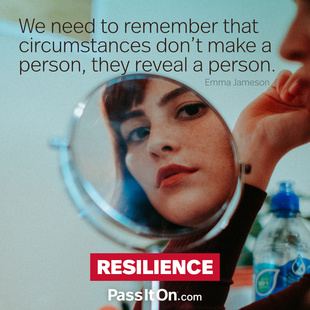 We need to remember that
circumstances don't make a
person, they reveal a person.
Emma Jameson
RESILIENCE
PassItOn.com